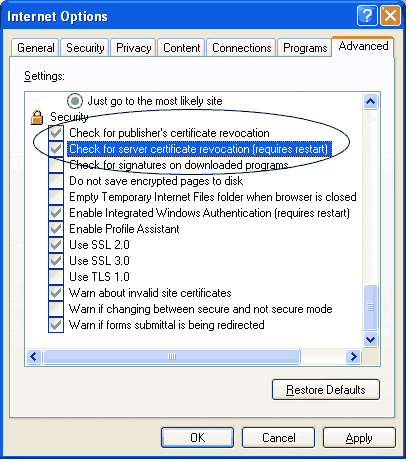 Internet Options
General Security Privacy Content Connections Programs Advanced
Settings:
Just go to the most likely site
Security
Check for publisher's certificate revocation
Check for server certificate revocation (requires restart)
Check for signatures on downloaded programs
Do not save encrypted pages to disk
Empty Temporary Internet Files folder when browser is closed
Enable Integrated Windows Authentication (requires restart)
Enable Profile Assistant
Use SSL 2.0
Use SSL 3.0
Use TLS 1.0
Warn about invalid site certificates
Warn if changing between secure and not secure mode
Warn if forms submittal is being redirected
Restore Defaults
OK Cancel Apply